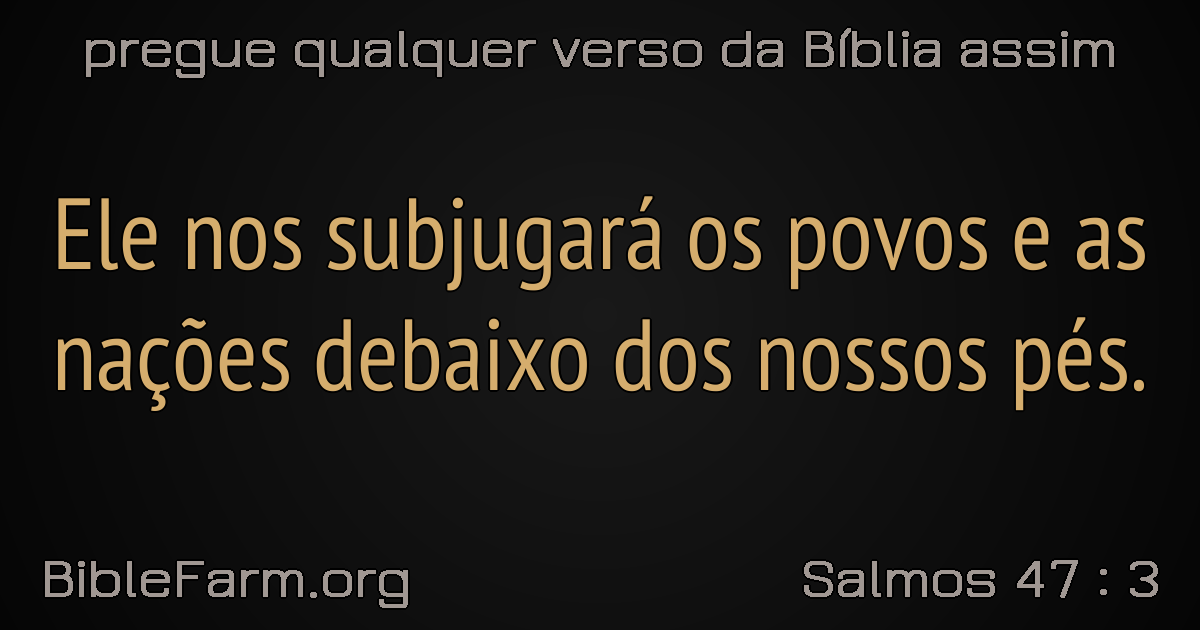 pregue qualquer verso da Bíblia assim
Ele nos subjugará os povos e as
nações debaixo dos nossos pés.
BibleFarm.org
Salmos 47 : 3